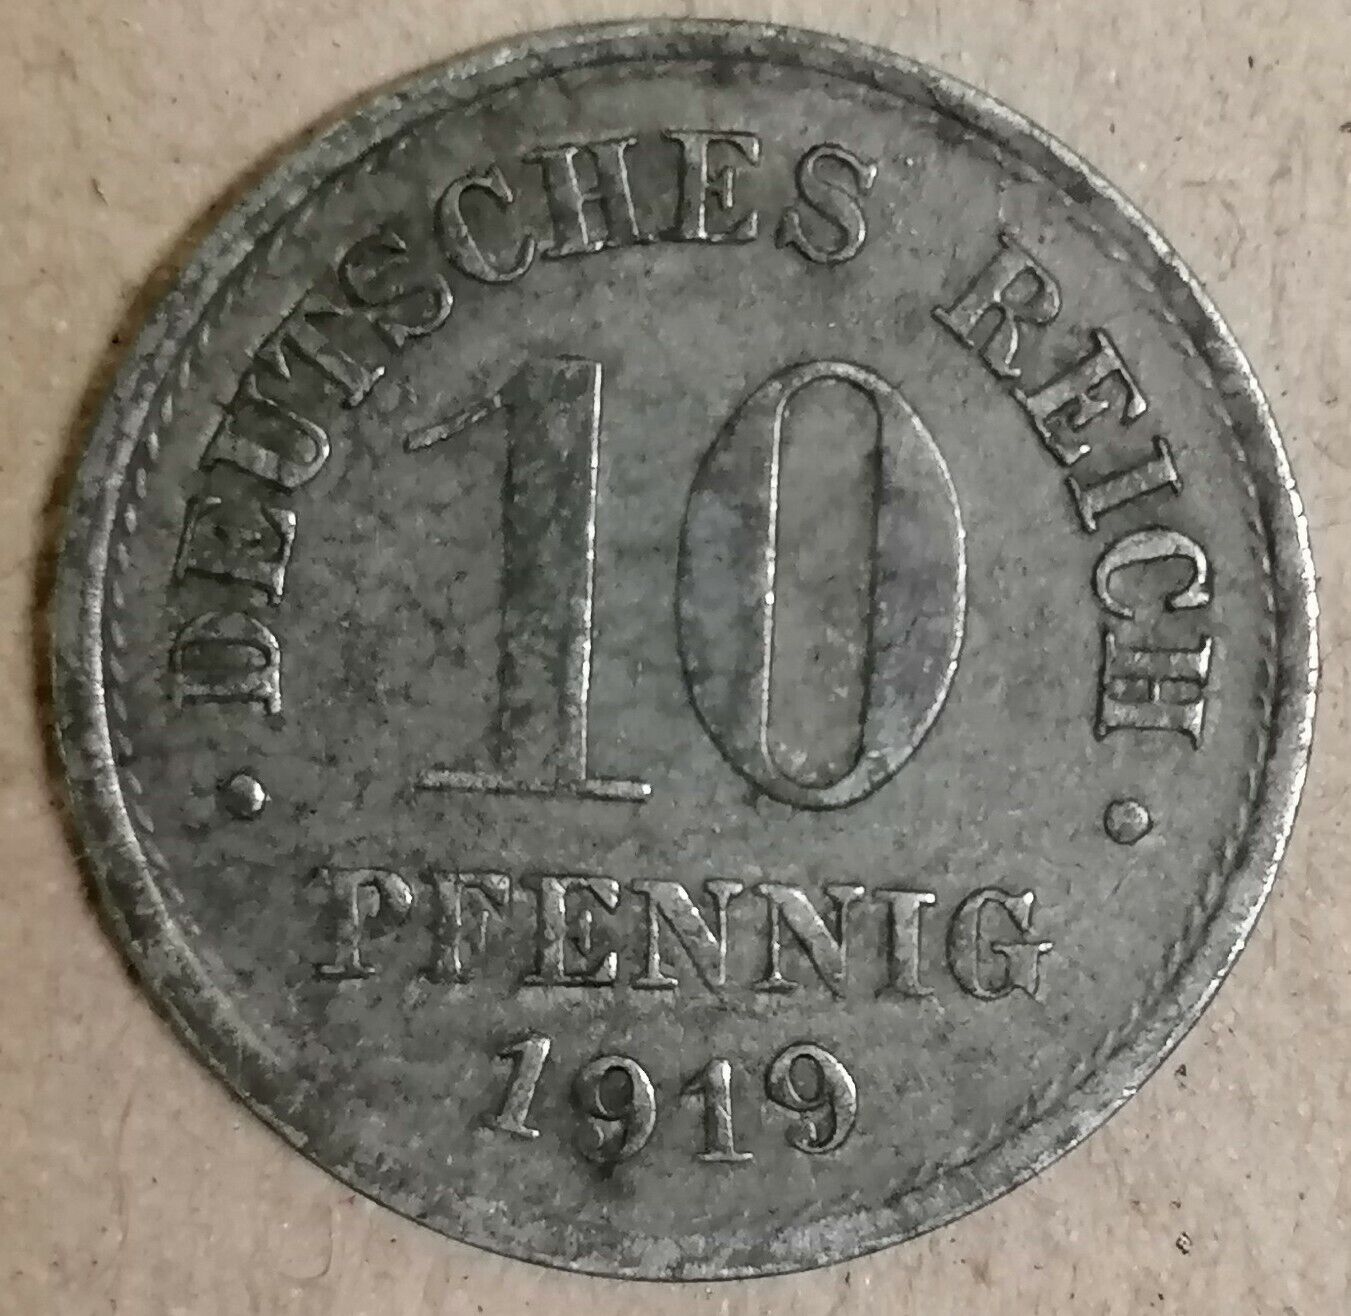 DEUTSCHES REICH
10
PFENNIG
1919